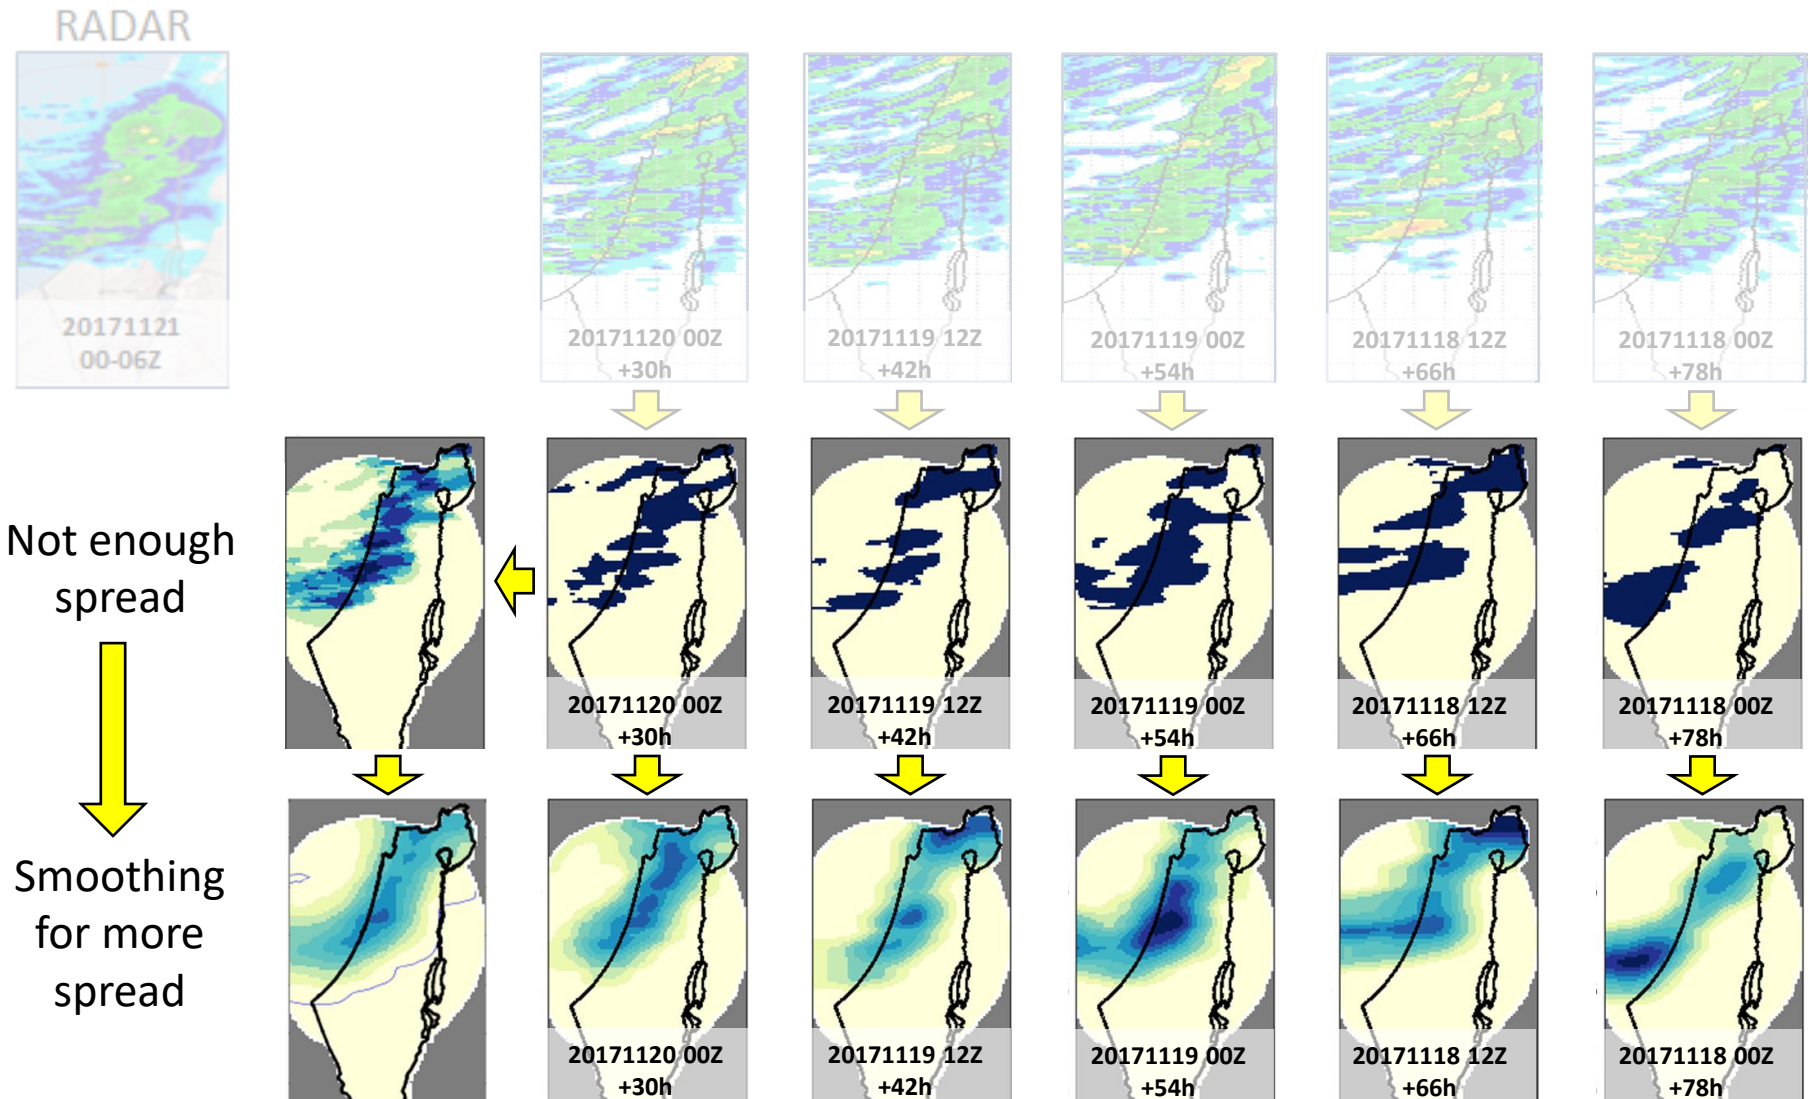 RADAR
20171121
00-06Z
20171120 00Z
+30h
20171119 12Z
+42h
20171119 00Z
+54h
20171118 12Z
+66h
20171118 00Z
+78h
Not enough
spread
20171120 00Z
+30h
20171119 12Z
+42h
20171119 00Z
+54h
20171118 12Z
+66h
20171118 00Z
+78h
Smoothing
for more
spread
20171120 00Z
+30h
20171119 12Z
+42h
20171119 00Z
+54h
20171118 12Z
+66h
20171118 00Z
+78h